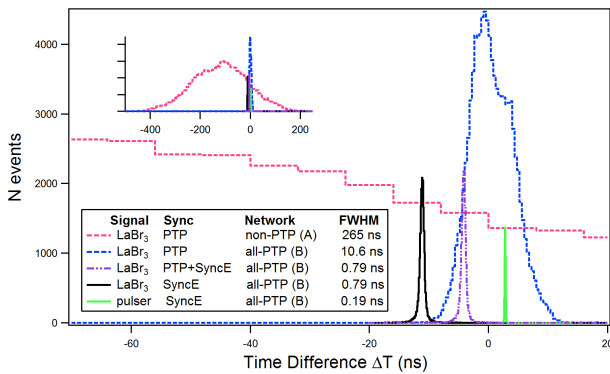 4000
3000
2000
1000
0
N events
-400 -200 0 200
Signal Sync Network FWHM
LaBr₃ PTP non-PTP (A) 265 ns
LaBr₃ PTP all-PTP (B) 10.6 ns
LaBr₃ PTP+SyncE all-PTP (B) 0.79 ns
LaBr₃ SyncE all-PTP (B) 0.79 ns
pulser SyncE all-PTP (B) 0.19 ns
-60 -40 -20 0 20
Time Difference ΔT (ns)